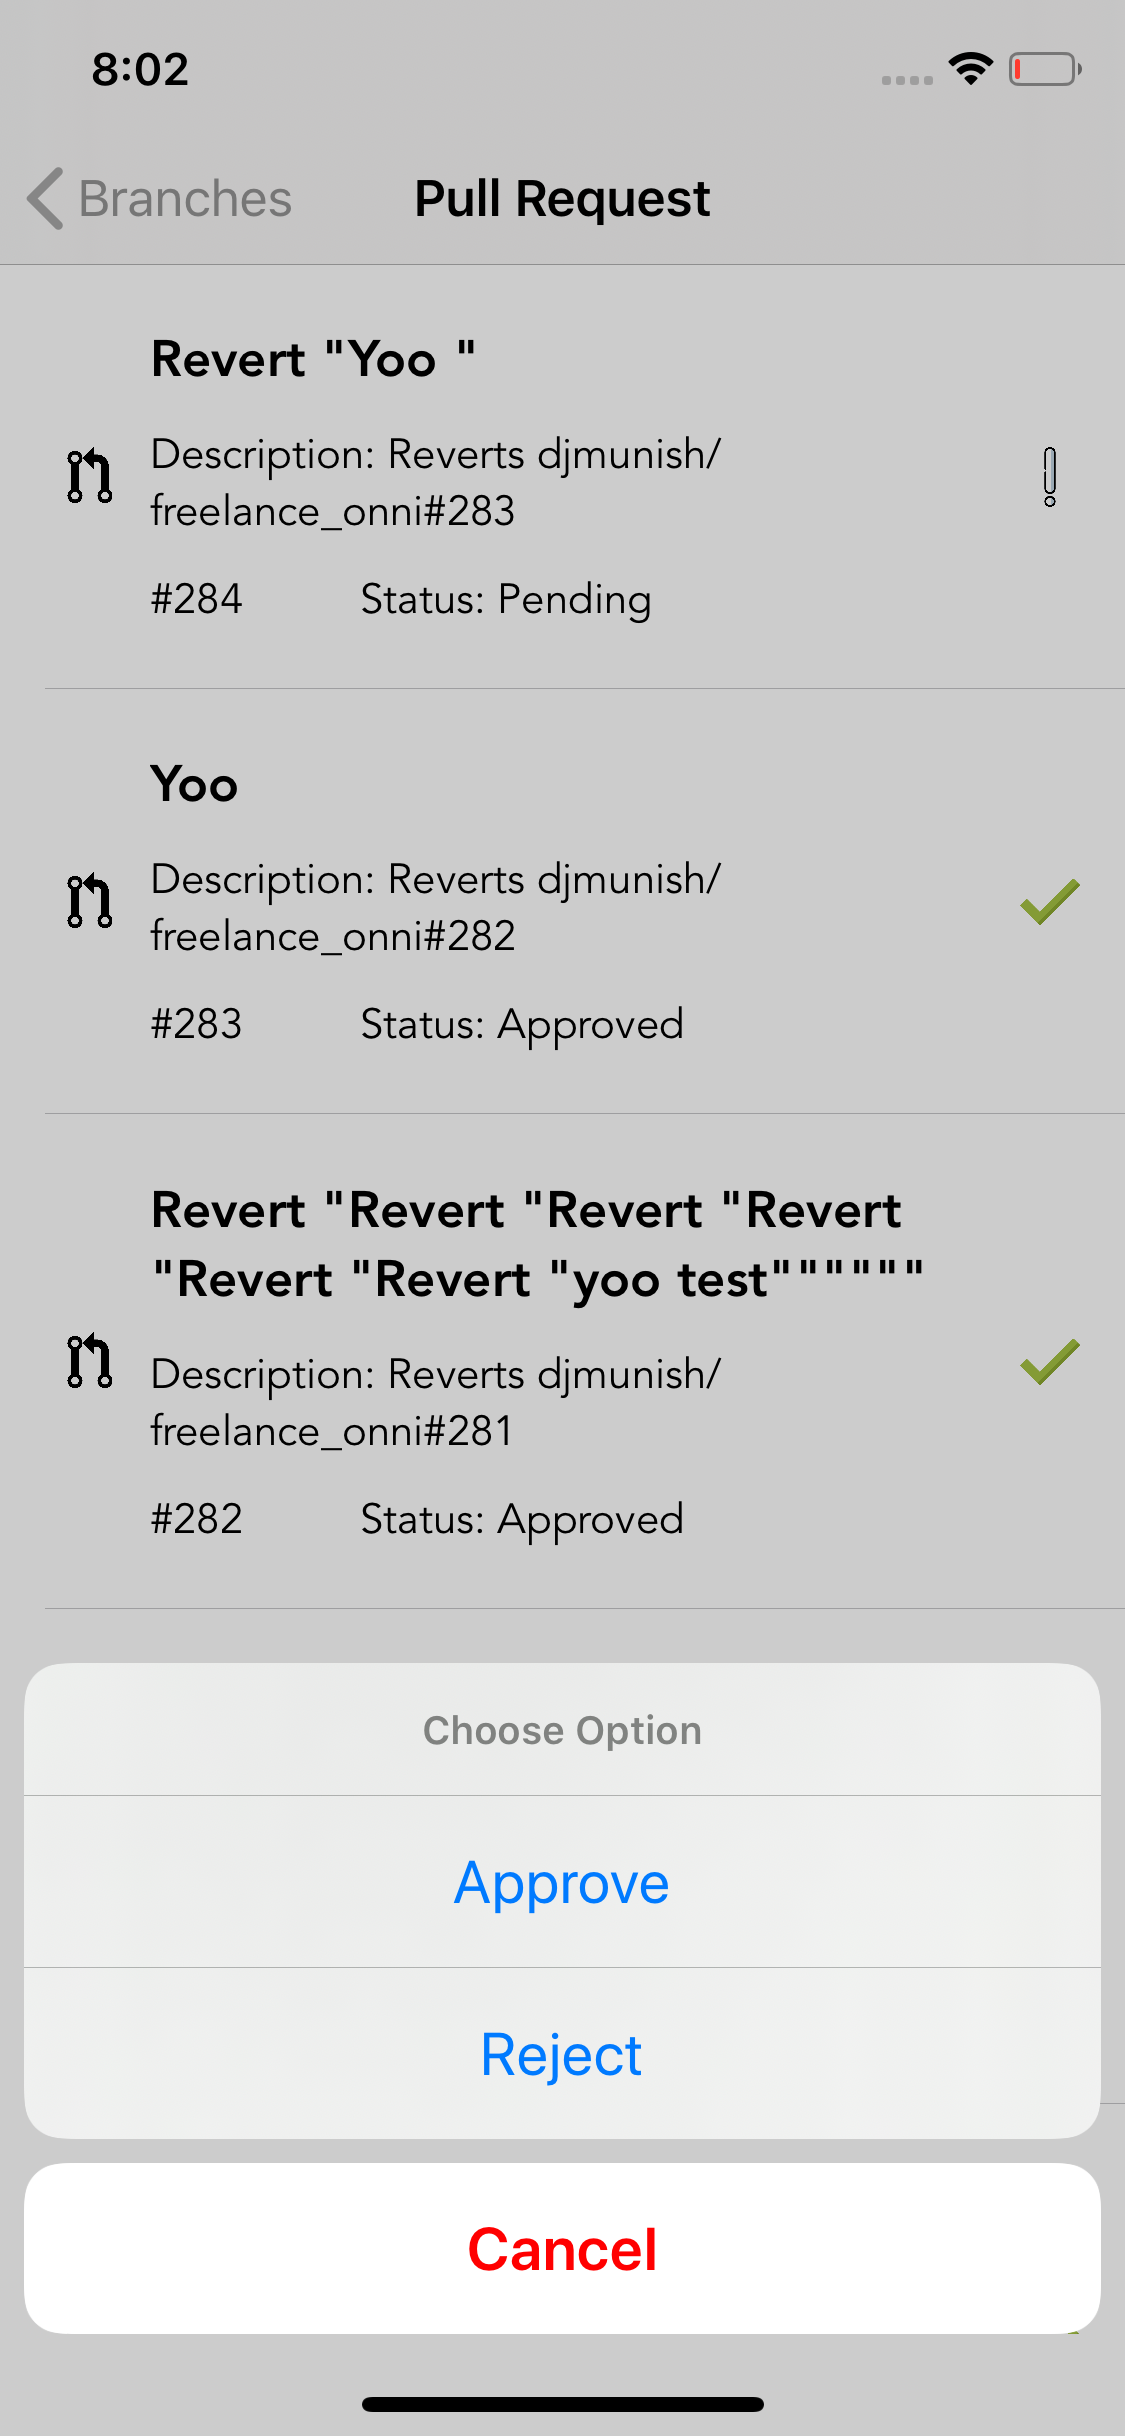 8:02
Branches
Pull Request
Revert "Yoo "
Description: Reverts djmunish/
freelance_onni#283
#284 Status: Pending
Yoo
Description: Reverts djmunish/
freelance_onni#282
#283 Status: Approved
Revert "Revert "Revert "Revert
"Revert "Revert "yoo test""""""
Description: Reverts djmunish/
freelance_onni#281
#282 Status: Approved
Choose Option
Approve
Reject
Cancel